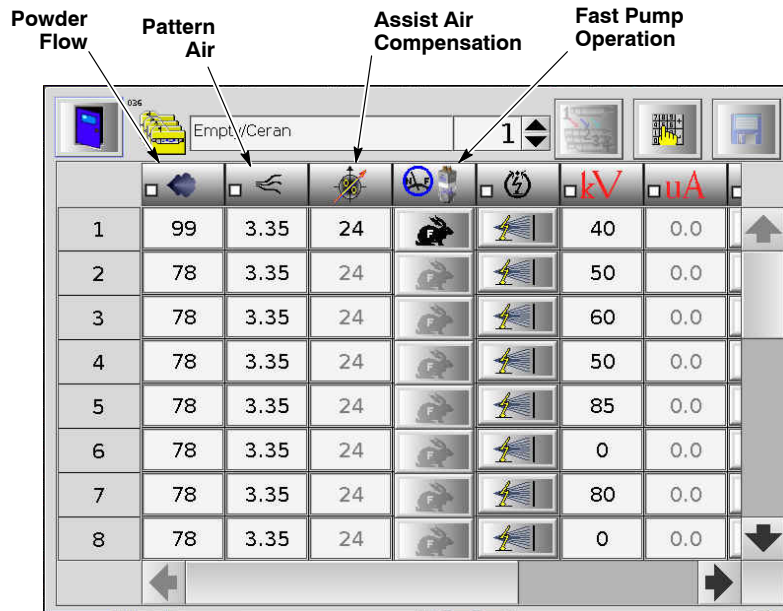 Powder
Flow
Pattern
Air
Assist Air
Compensation
Fast Pump
Operation
036
Empty/Ceran 1
kV uA
1 99 3.35 24 F 40 0.0
2 78 3.35 24 F 50 0.0
3 78 3.35 24 F 60 0.0
4 78 3.35 24 F 50 0.0
5 78 3.35 24 F 85 0.0
6 78 3.35 24 F 0 0.0
7 78 3.35 24 F 80 0.0
8 78 3.35 24 F 0 0.0